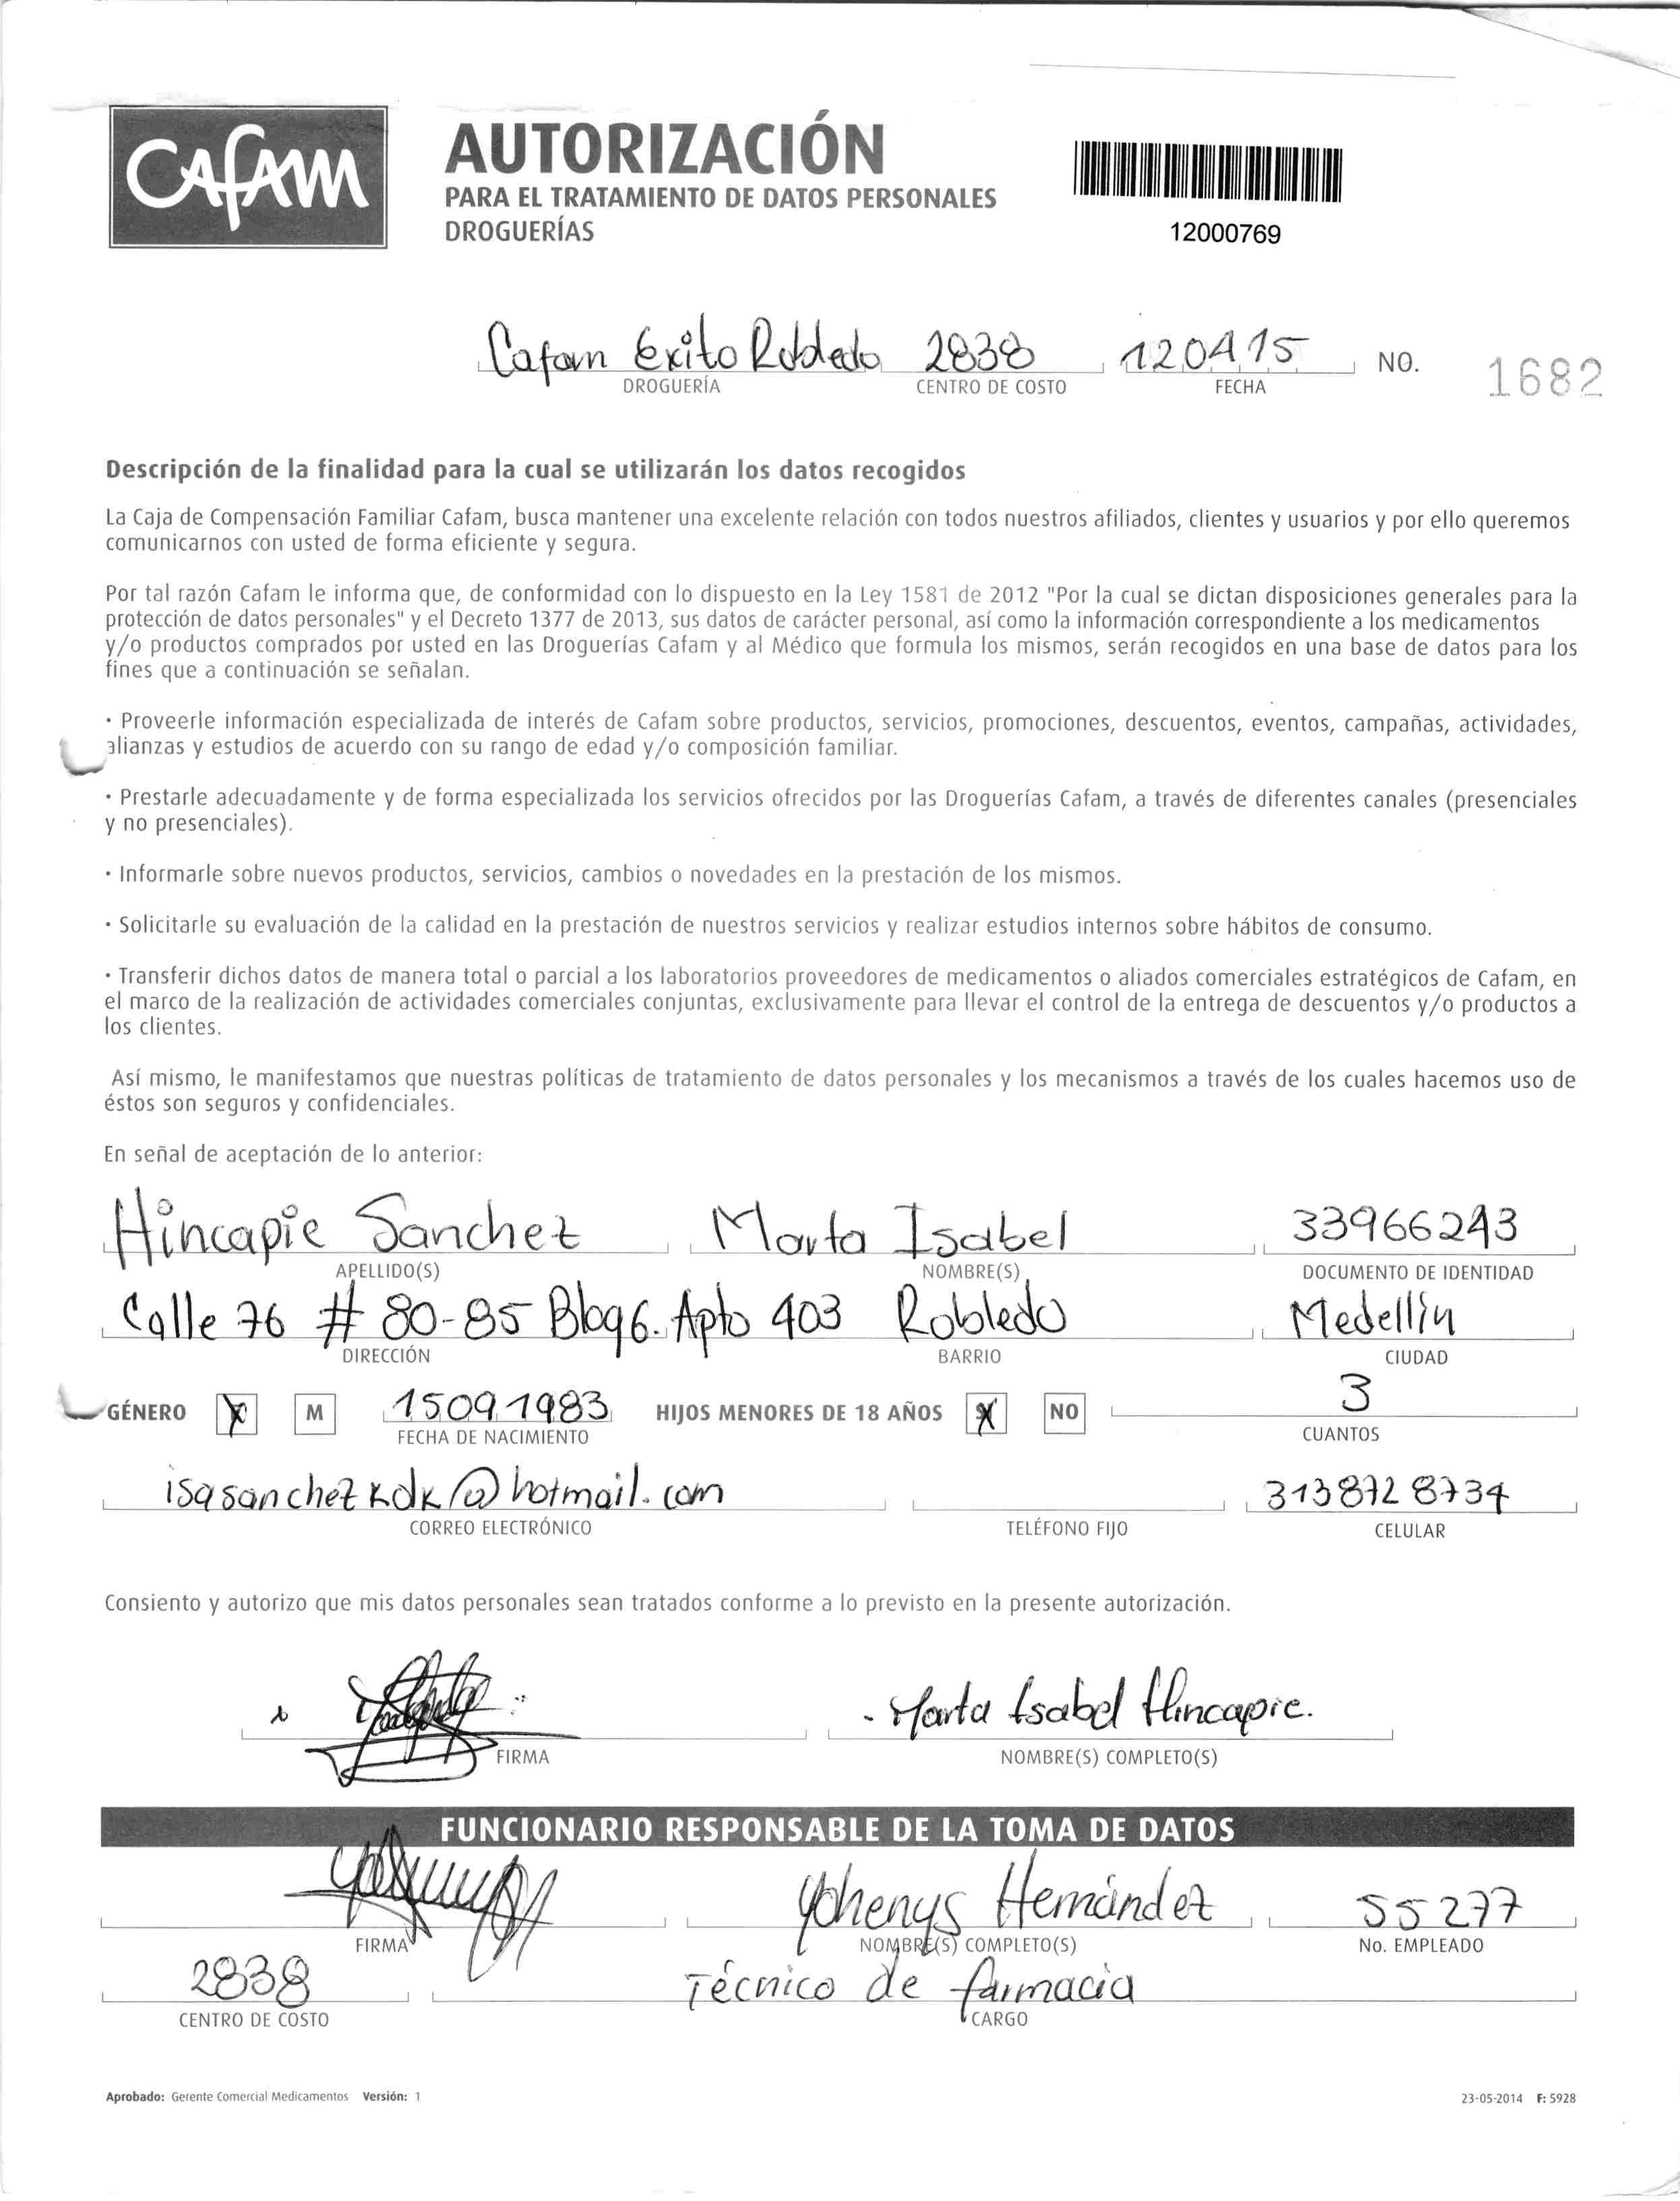 CAFAM
AUTORIZACIÓN
PARA EL TRATAMIENTO DE DATOS PERSONALES
DROGUERÍAS
12000769
Cafam Exito Robledo 2838 120415 NO. 1682
DROGUERÍA CENTRO DE COSTO FECHA
Descripción de la finalidad para la cual se utilizarán los datos recogidos
La Caja de Compensación Familiar Cafam, busca mantener una excelente relación con todos nuestros afiliados, clientes y usuarios y por ello queremos
comunicarnos con usted de forma eficiente y segura.
Por tal razón Cafam le informa que, de conformidad con lo dispuesto en la Ley 1581 de 2012 "Por la cual se dictan disposiciones generales para la
protección de datos personales" y el Decreto 1377 de 2013, sus datos de carácter personal, así como la información correspondiente a los medicamentos
y/o productos comprados por usted en las Droguerías Cafam y al Médico que formula los mismos, serán recogidos en una base de datos para los
fines que a continuación se señalan.
· Proveerle información especializada de interés de Cafam sobre productos, servicios, promociones, descuentos, eventos, campañas, actividades,
alianzas y estudios de acuerdo con su rango de edad y/o composición familiar.
· Prestarle adecuadamente y de forma especializada los servicios ofrecidos por las Droguerías Cafam, a través de diferentes canales (presenciales
y no presenciales).
· Informarle sobre nuevos productos, servicios, cambios o novedades en la prestación de los mismos.
· Solicitarle su evaluación de la calidad en la prestación de nuestros servicios y realizar estudios internos sobre hábitos de consumo.
· Transferir dichos datos de manera total o parcial a los laboratorios proveedores de medicamentos o aliados comerciales estratégicos de Cafam, en
el marco de la realización de actividades comerciales conjuntas, exclusivamente para llevar el control de la entrega de descuentos y/o productos a
los clientes.
Así mismo, le manifestamos que nuestras políticas de tratamiento de datos personales y los mecanismos a través de los cuales hacemos uso de
éstos son seguros y confidenciales.
En señal de aceptación de lo anterior:
Hincapie Sanchez Marta Isabel 33966243
APELLIDO(S) NOMBRE(S) DOCUMENTO DE IDENTIDAD
Calle 76 # 80-85 Bloq 6. Apto 403 Robledo Medellín
DIRECCIÓN BARRIO CIUDAD
GÉNERO M 15091983 HIJOS MENORES DE 18 AÑOS NO 3
FECHA DE NACIMIENTO CUANTOS
isasanchezkdk@hotmail.com 3138728734
CORREO ELECTRÓNICO TELÉFONO FIJO CELULAR
Consiento y autorizo que mis datos personales sean tratados conforme a lo previsto en la presente autorización.
Marta Isabel Hincapie.
FIRMA NOMBRE(S) COMPLETO(S)
FUNCIONARIO RESPONSABLE DE LA TOMA DE DATOS
Yohenys Hernández 55277
FIRMA NOMBRE(S) COMPLETO(S) No. EMPLEADO
2838 Técnico de farmacia
CENTRO DE COSTO CARGO
Aprobado: Gerente Comercial Medicamentos Versión: 1 23-05-2014 F: 5928